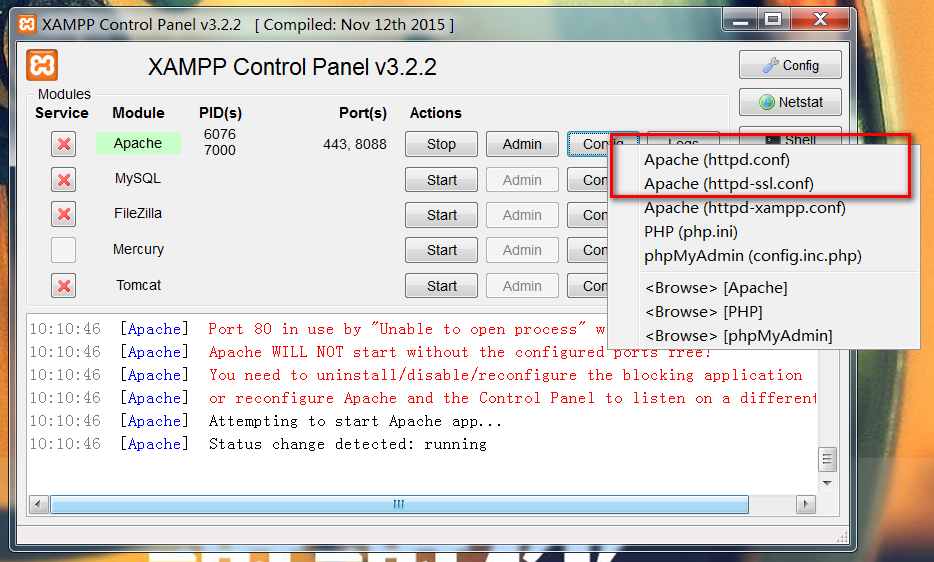 XAMPP Control Panel v3.2.2 [ Compiled: Nov 12th 2015 ]
XAMPP Control Panel v3.2.2
Config
Modules
Service Module PID(s) Port(s) Actions
Netstat
Apache 6076 7000 443, 8088 Stop Admin Config Logs
Shell
MySQL Start Admin
FileZilla Start Admin
Mercury Start Admin
Tomcat Start Admin
Apache (httpd.conf)
Apache (httpd-ssl.conf)
Apache (httpd-xampp.conf)
PHP (php.ini)
phpMyAdmin (config.inc.php)
<Browse> [Apache]
<Browse> [PHP]
<Browse> [phpMyAdmin]
10:10:46 [Apache] Port 80 in use by "Unable to open process" w
10:10:46 [Apache] Apache WILL NOT start without the configured ports free!
10:10:46 [Apache] You need to uninstall/disable/reconfigure the blocking application
10:10:46 [Apache] or reconfigure Apache and the Control Panel to listen on a different
10:10:46 [Apache] Attempting to start Apache app...
10:10:46 [Apache] Status change detected: running